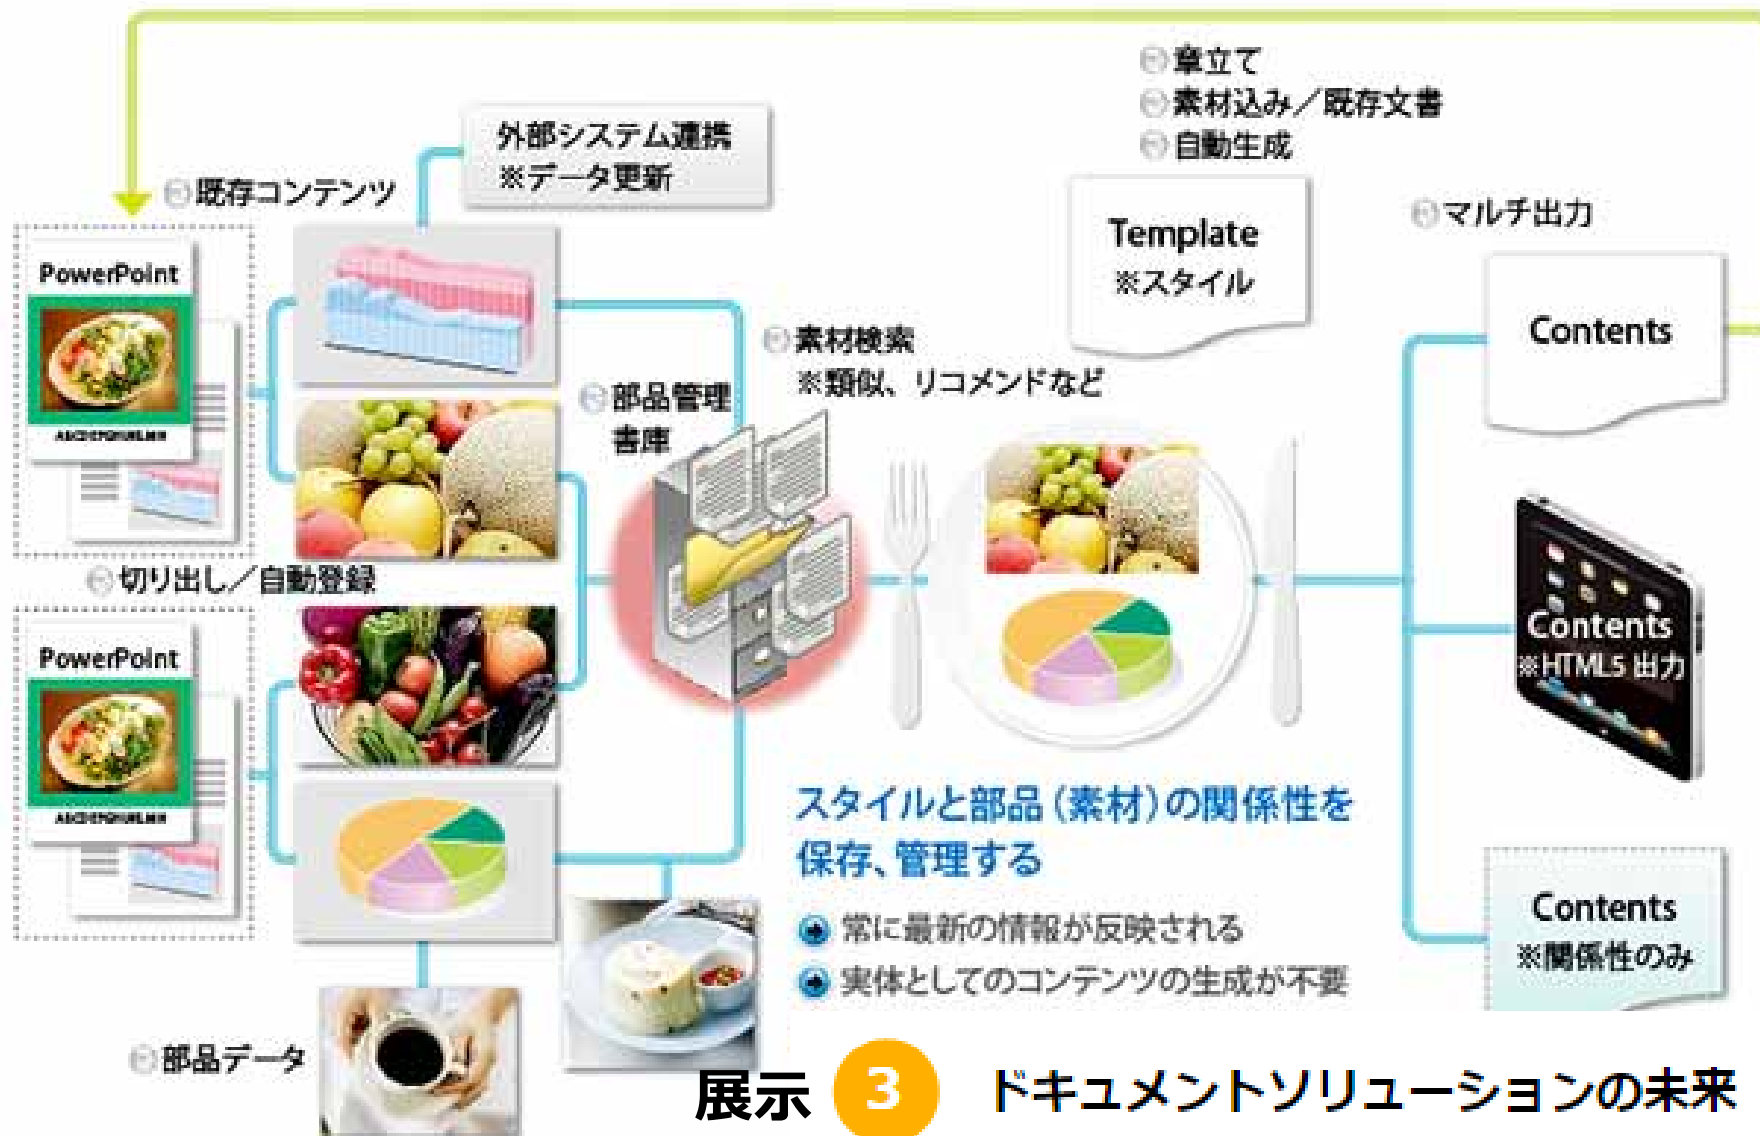 章立て
素材込み／既存文書
自動生成
外部システム連携
※データ更新
既存コンテンツ
Template
※スタイル
マルチ出力
PowerPoint
Contents
素材検索
※類似、リコメンドなど
部品管理
書庫
切り出し／自動登録
PowerPoint
Contents
※HTML5 出力
スタイルと部品（素材）の関係性を
保存、管理する
常に最新の情報が反映される
実体としてのコンテンツの生成が不要
Contents
※関係性のみ
部品データ
展示 3 ドキュメントソリューションの未来